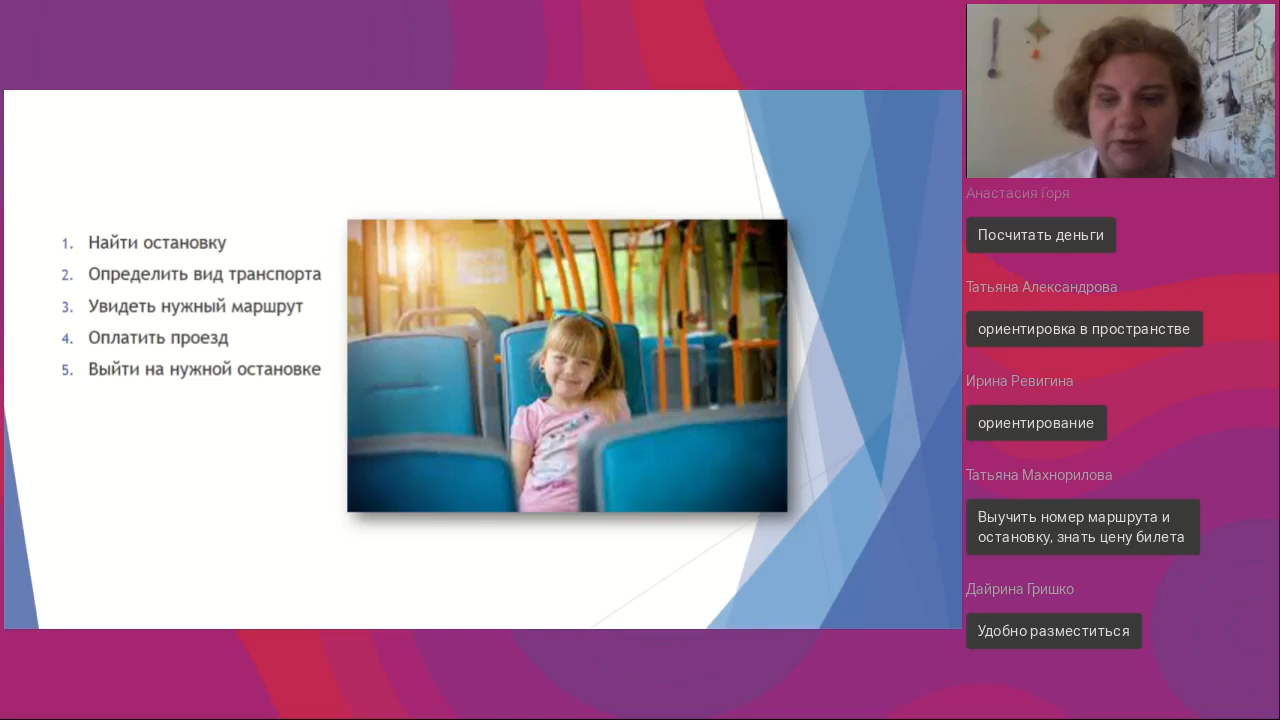 1. Найти остановку
2. Определить вид транспорта
3. Увидеть нужный маршрут
4. Оплатить проезд
5. Выйти на нужной остановке
Анастасия Горя
Посчитать деньги
Татьяна Александрова
ориентировка в пространстве
Ирина Ревигина
ориентирование
Татьяна Махнорилова
Выучить номер маршрута и
остановку, знать цену билета
Дайрина Гришко
Удобно разместиться